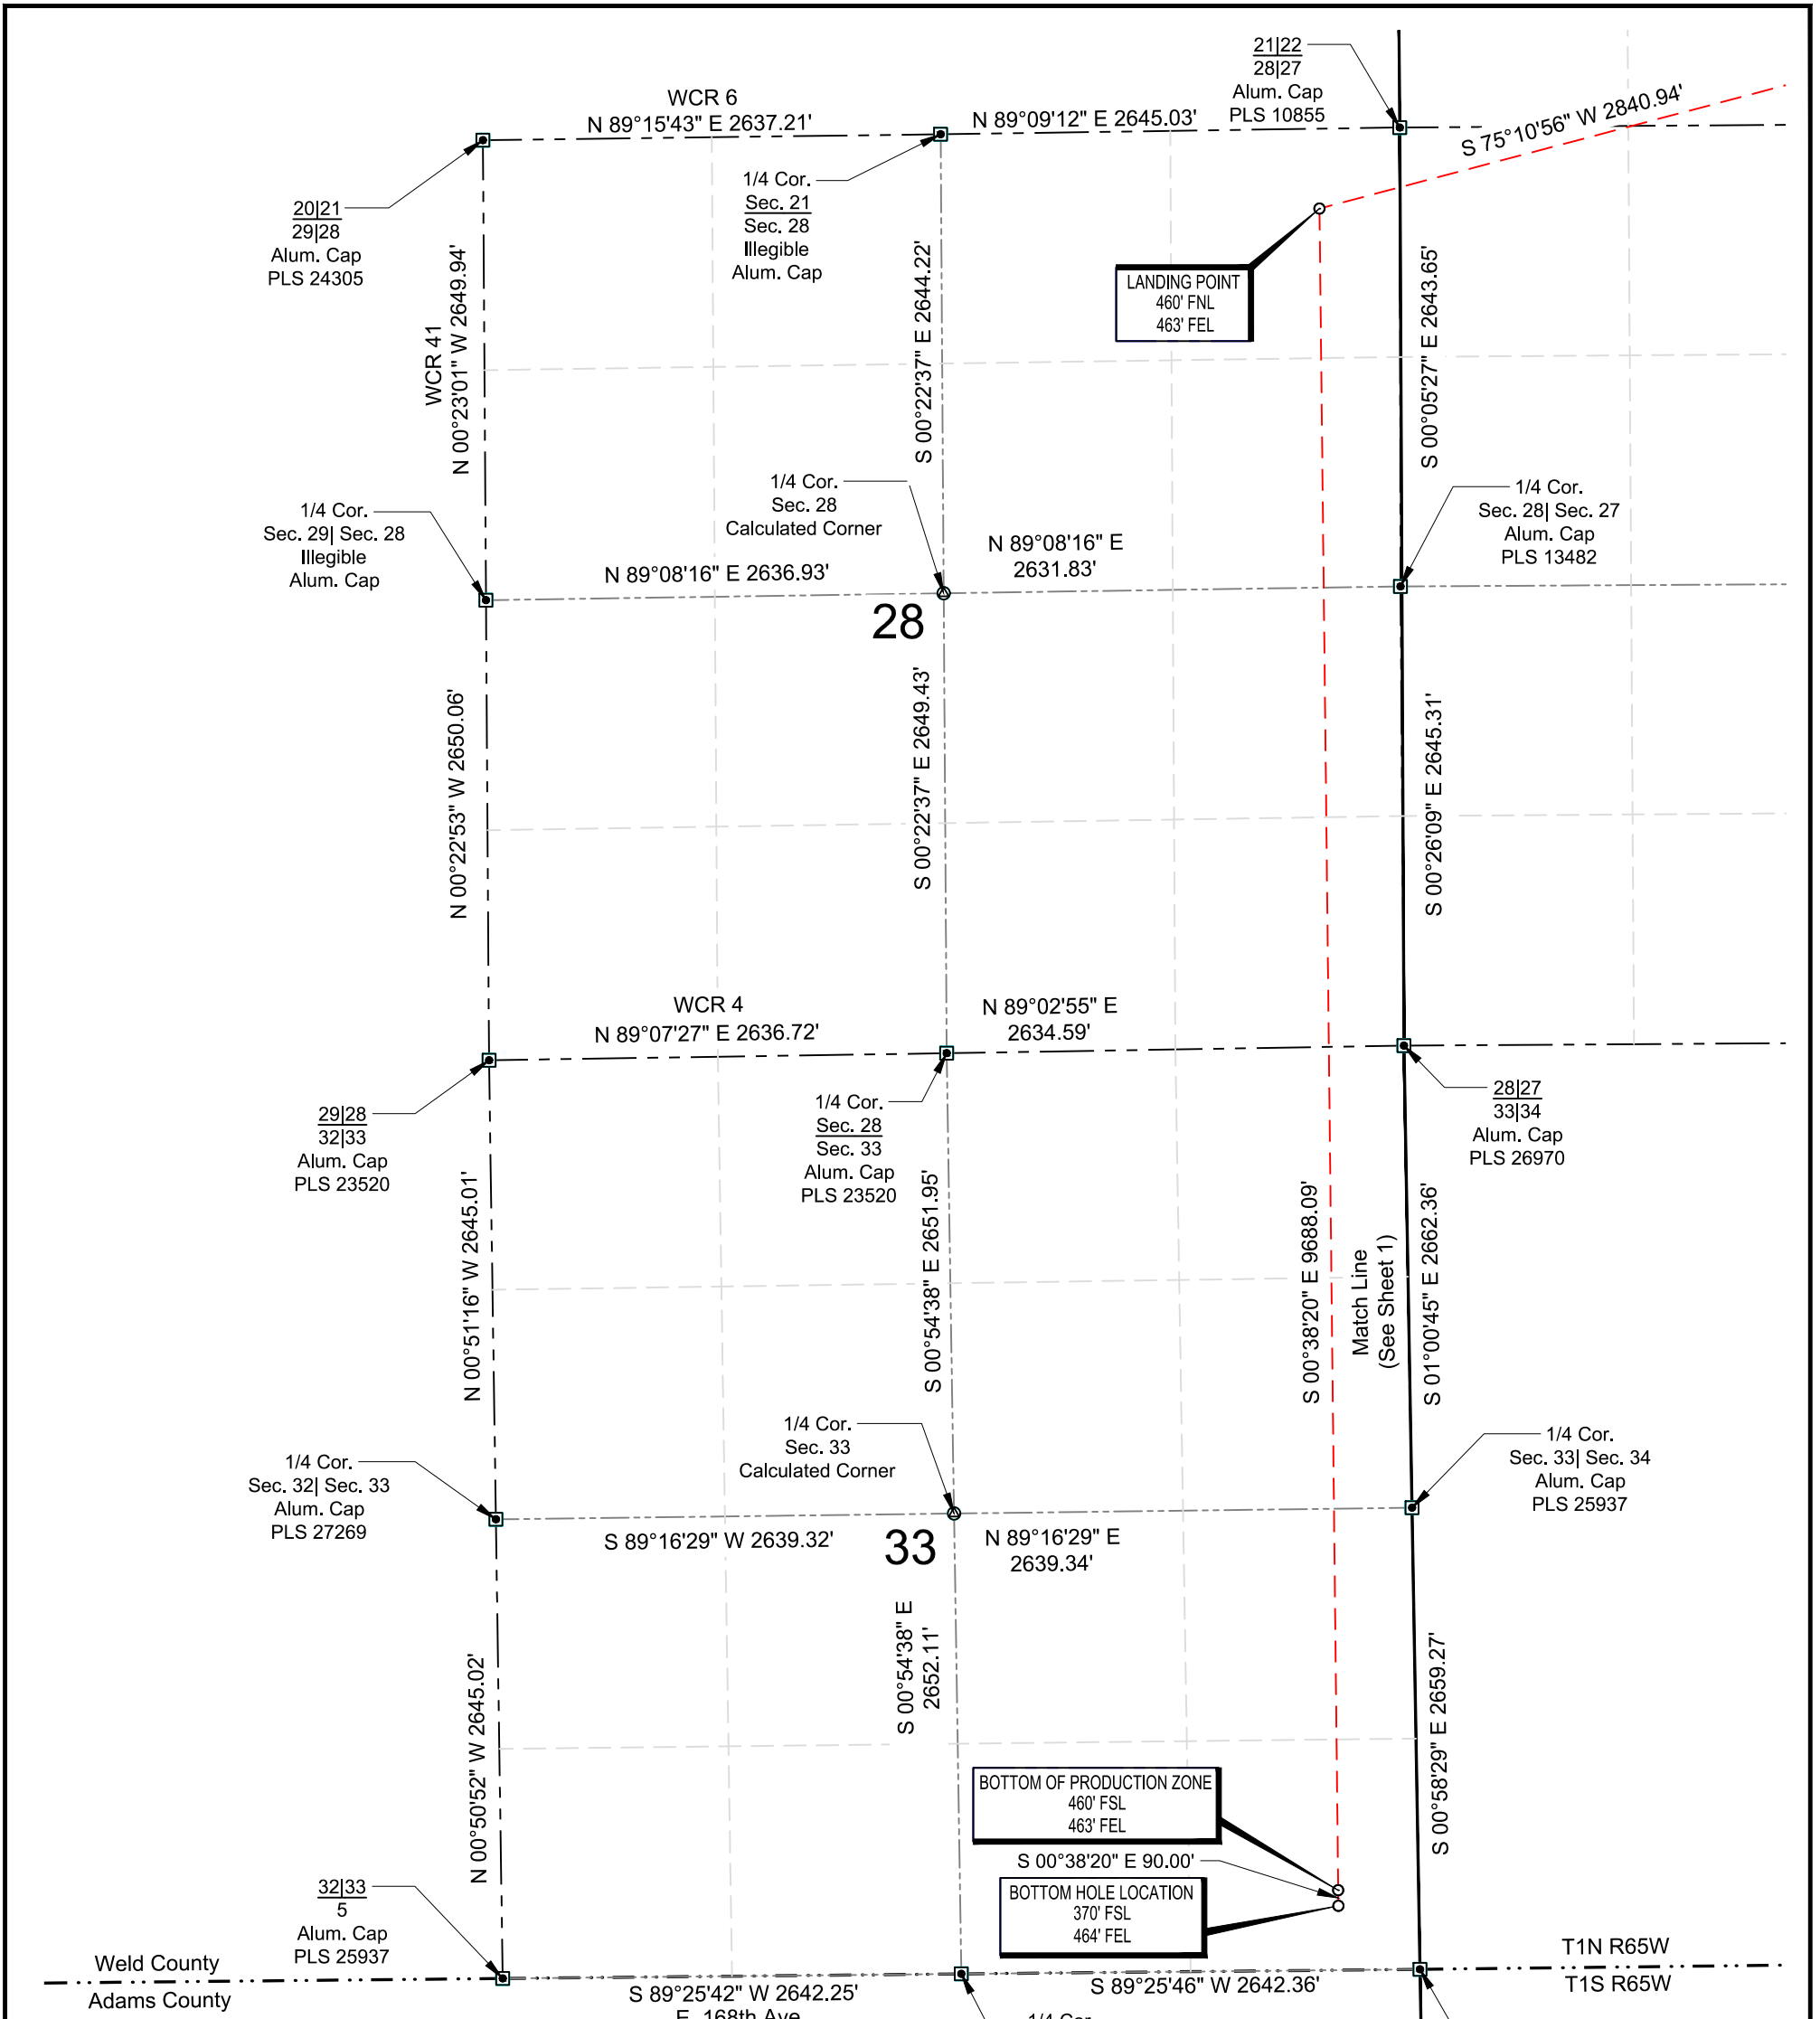 21|22
28|27
Alum. Cap
PLS 10855
WCR 6
N 89°15'43" E 2637.21'
N 89°09'12" E 2645.03'
S 75°10'56" W 2840.94'
20|21
29|28
Alum. Cap
PLS 24305
1/4 Cor.
Sec. 21
Sec. 28
Illegible
Alum. Cap
LANDING POINT
460' FNL
463' FEL
WCR 41
N 00°23'01" W 2649.94'
S 00°22'37" E 2644.22'
S 00°05'27" E 2643.65'
1/4 Cor.
Sec. 29| Sec. 28
Illegible
Alum. Cap
1/4 Cor.
Sec. 28
Calculated Corner
1/4 Cor.
Sec. 28| Sec. 27
Alum. Cap
PLS 13482
N 89°08'16" E 2636.93'
N 89°08'16" E
2631.83'
28
N 00°22'53" W 2650.06'
S 00°22'37" E 2649.43'
S 00°26'09" E 2645.31'
WCR 4
N 89°07'27" E 2636.72'
N 89°02'55" E
2634.59'
29|28
32|33
Alum. Cap
PLS 23520
1/4 Cor.
Sec. 28
Sec. 33
Alum. Cap
PLS 23520
28|27
33|34
Alum. Cap
PLS 26970
N 00°51'16" W 2645.01'
S 00°54'38" E 2651.95'
S 00°38'20" E 9688.09'
Match Line
(See Sheet 1)
S 01°00'45" E 2662.36'
1/4 Cor.
Sec. 32| Sec. 33
Alum. Cap
PLS 27269
1/4 Cor.
Sec. 33
Calculated Corner
1/4 Cor.
Sec. 33| Sec. 34
Alum. Cap
PLS 25937
S 89°16'29" W 2639.32'
33
N 89°16'29" E
2639.34'
N 00°50'52" W 2645.02'
S 00°54'38" E
2652.11'
S 00°58'29" E 2659.27'
BOTTOM OF PRODUCTION ZONE
460' FSL
463' FEL
S 00°38'20" E 90.00'
BOTTOM HOLE LOCATION
370' FSL
464' FEL
32|33
5
Alum. Cap
PLS 25937
Weld County
Adams County
T1N R65W
T1S R65W
S 89°25'42" W 2642.25'
S 89°25'46" W 2642.36'
E. 168th Ave
1/4 Cor.